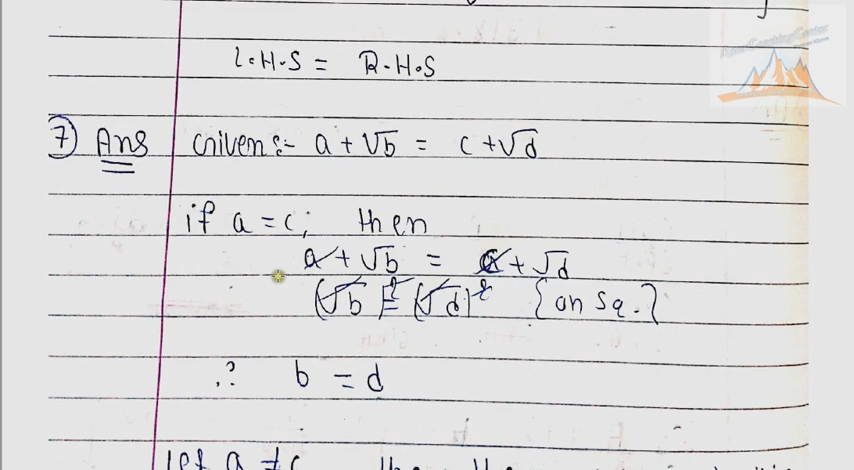 L.H.S = R.H.S
7 Ans Given:- a + √b = c + √d
if a = c, then
a + √b = c + √d
(√b)² = (√d)² {on sq.}
∴ b = d
Let a ≠ c